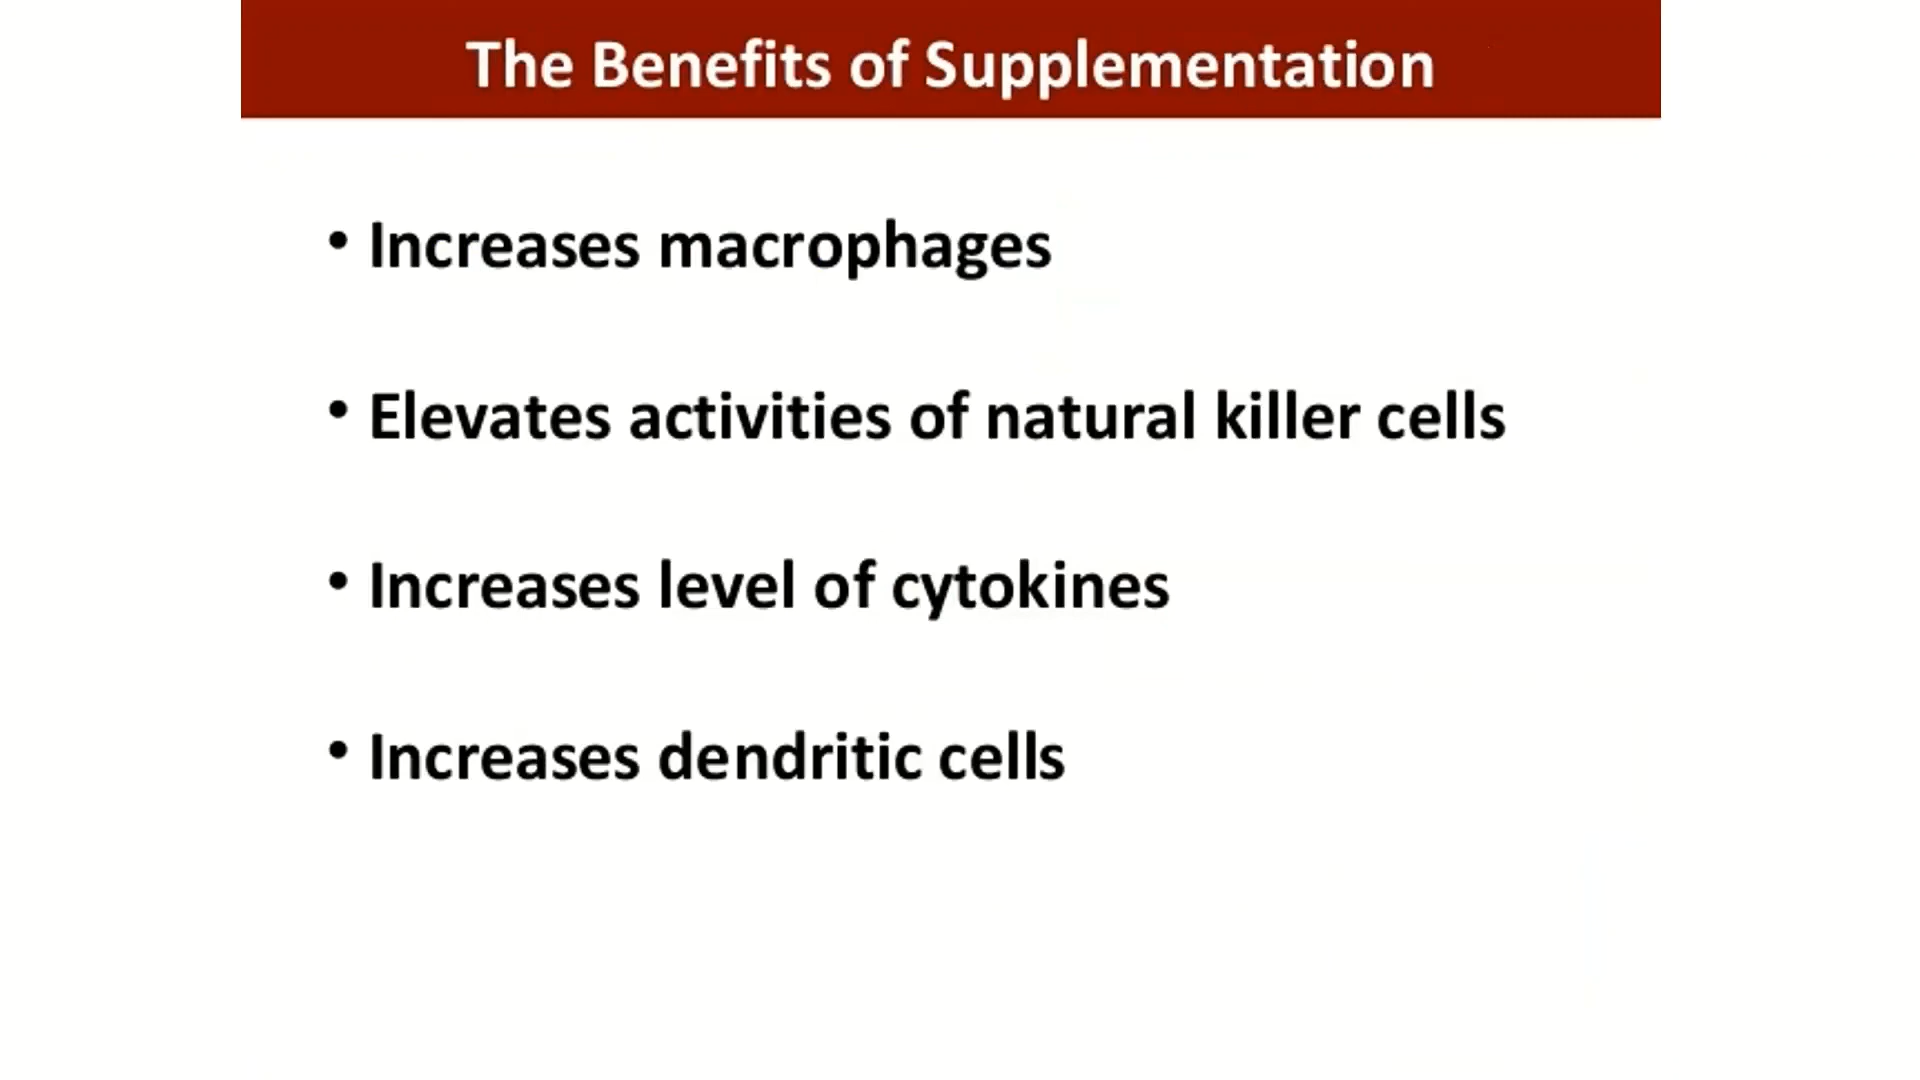 The Benefits of Supplementation
• Increases macrophages
• Elevates activities of natural killer cells
• Increases level of cytokines
• Increases dendritic cells